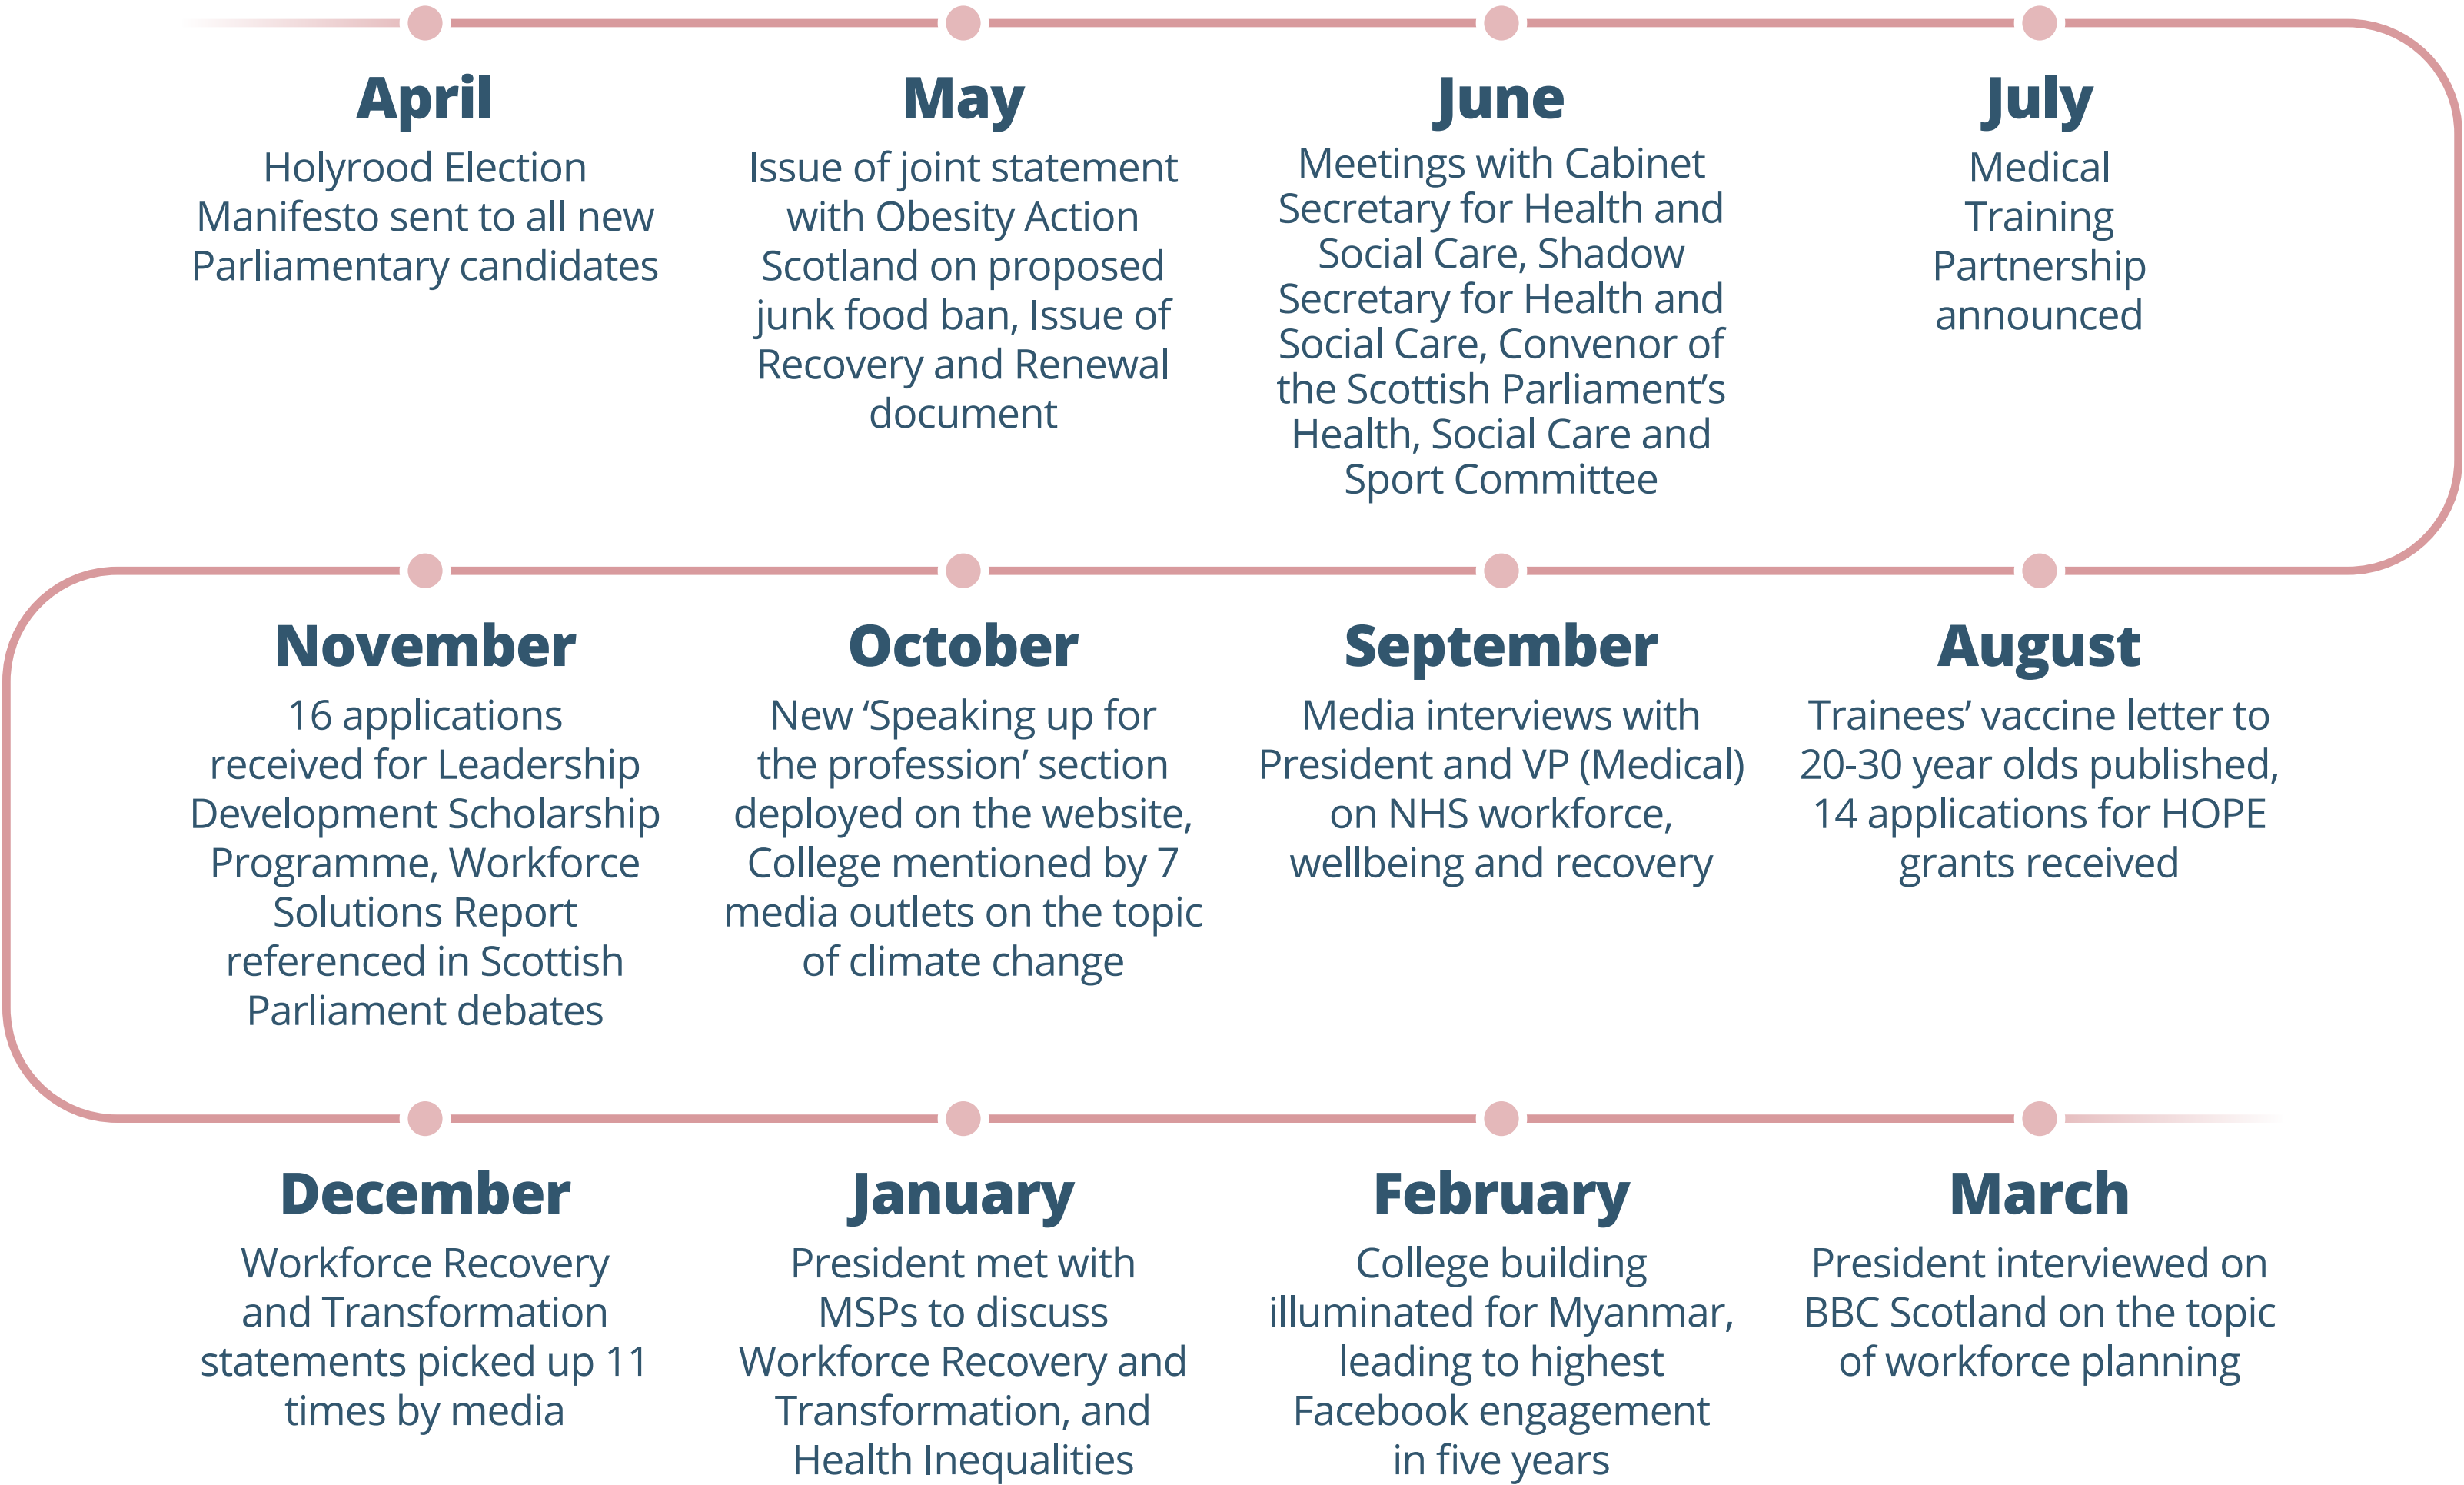 April
Holyrood Election
Manifesto sent to all new
Parliamentary candidates
May
Issue of joint statement
with Obesity Action
Scotland on proposed
junk food ban, Issue of
Recovery and Renewal
document
June
Meetings with Cabinet
Secretary for Health and
Social Care, Shadow
Secretary for Health and
Social Care, Convenor of
the Scottish Parliament’s
Health, Social Care and
Sport Committee
July
Medical
Training
Partnership
announced
August
Trainees’ vaccine letter to
20-30 year olds published,
14 applications for HOPE
grants received
September
Media interviews with
President and VP (Medical)
on NHS workforce,
wellbeing and recovery
October
New ‘Speaking up for
the profession’ section
deployed on the website,
College mentioned by 7
media outlets on the topic
of climate change
November
16 applications
received for Leadership
Development Scholarship
Programme, Workforce
Solutions Report
referenced in Scottish
Parliament debates
December
Workforce Recovery
and Transformation
statements picked up 11
times by media
January
President met with
MSPs to discuss
Workforce Recovery and
Transformation, and
Health Inequalities
February
College building
illuminated for Myanmar,
leading to highest
Facebook engagement
in five years
March
President interviewed on
BBC Scotland on the topic
of workforce planning